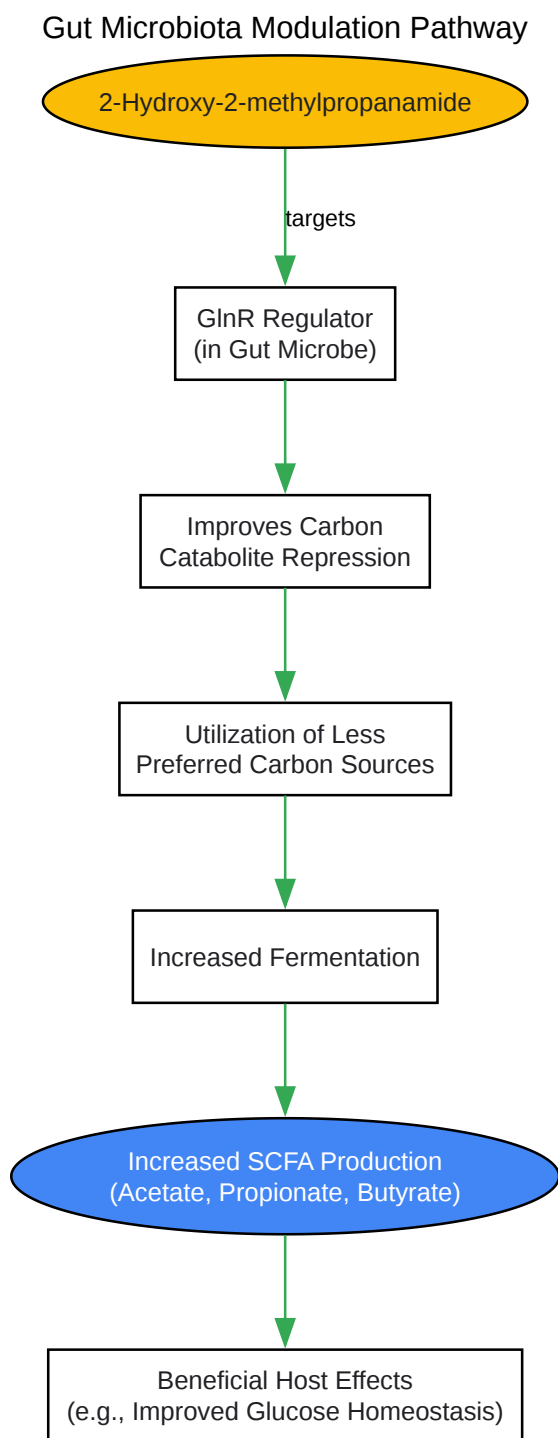 Gut Microbiota Modulation Pathway
2-Hydroxy-2-methylpropanamide
targets
GlnR Regulator
(in Gut Microbe)
Improves Carbon
Catabolite Repression
Utilization of Less
Preferred Carbon Sources
Increased Fermentation
Increased SCFA Production
(Acetate, Propionate, Butyrate)
Beneficial Host Effects
(e.g., Improved Glucose Homeostasis)